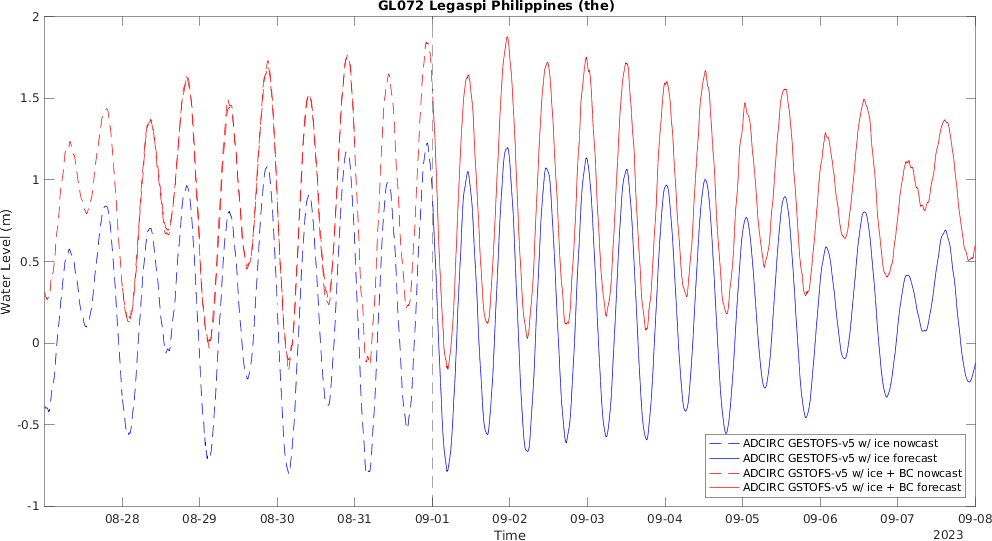 GL072 Legaspi Philippines (the)
2
1.5
1
0.5
0
-0.5
-1
Water Level (m)
ADCIRC GESTOFS-v5 w/ ice nowcast
ADCIRC GESTOFS-v5 w/ ice forecast
ADCIRC GSTOFS-v5 w/ ice + BC nowcast
ADCIRC GSTOFS-v5 w/ ice + BC forecast
08-28 08-29 08-30 08-31 09-01 09-02 09-03 09-04 09-05 09-06 09-07 09-08
Time
2023